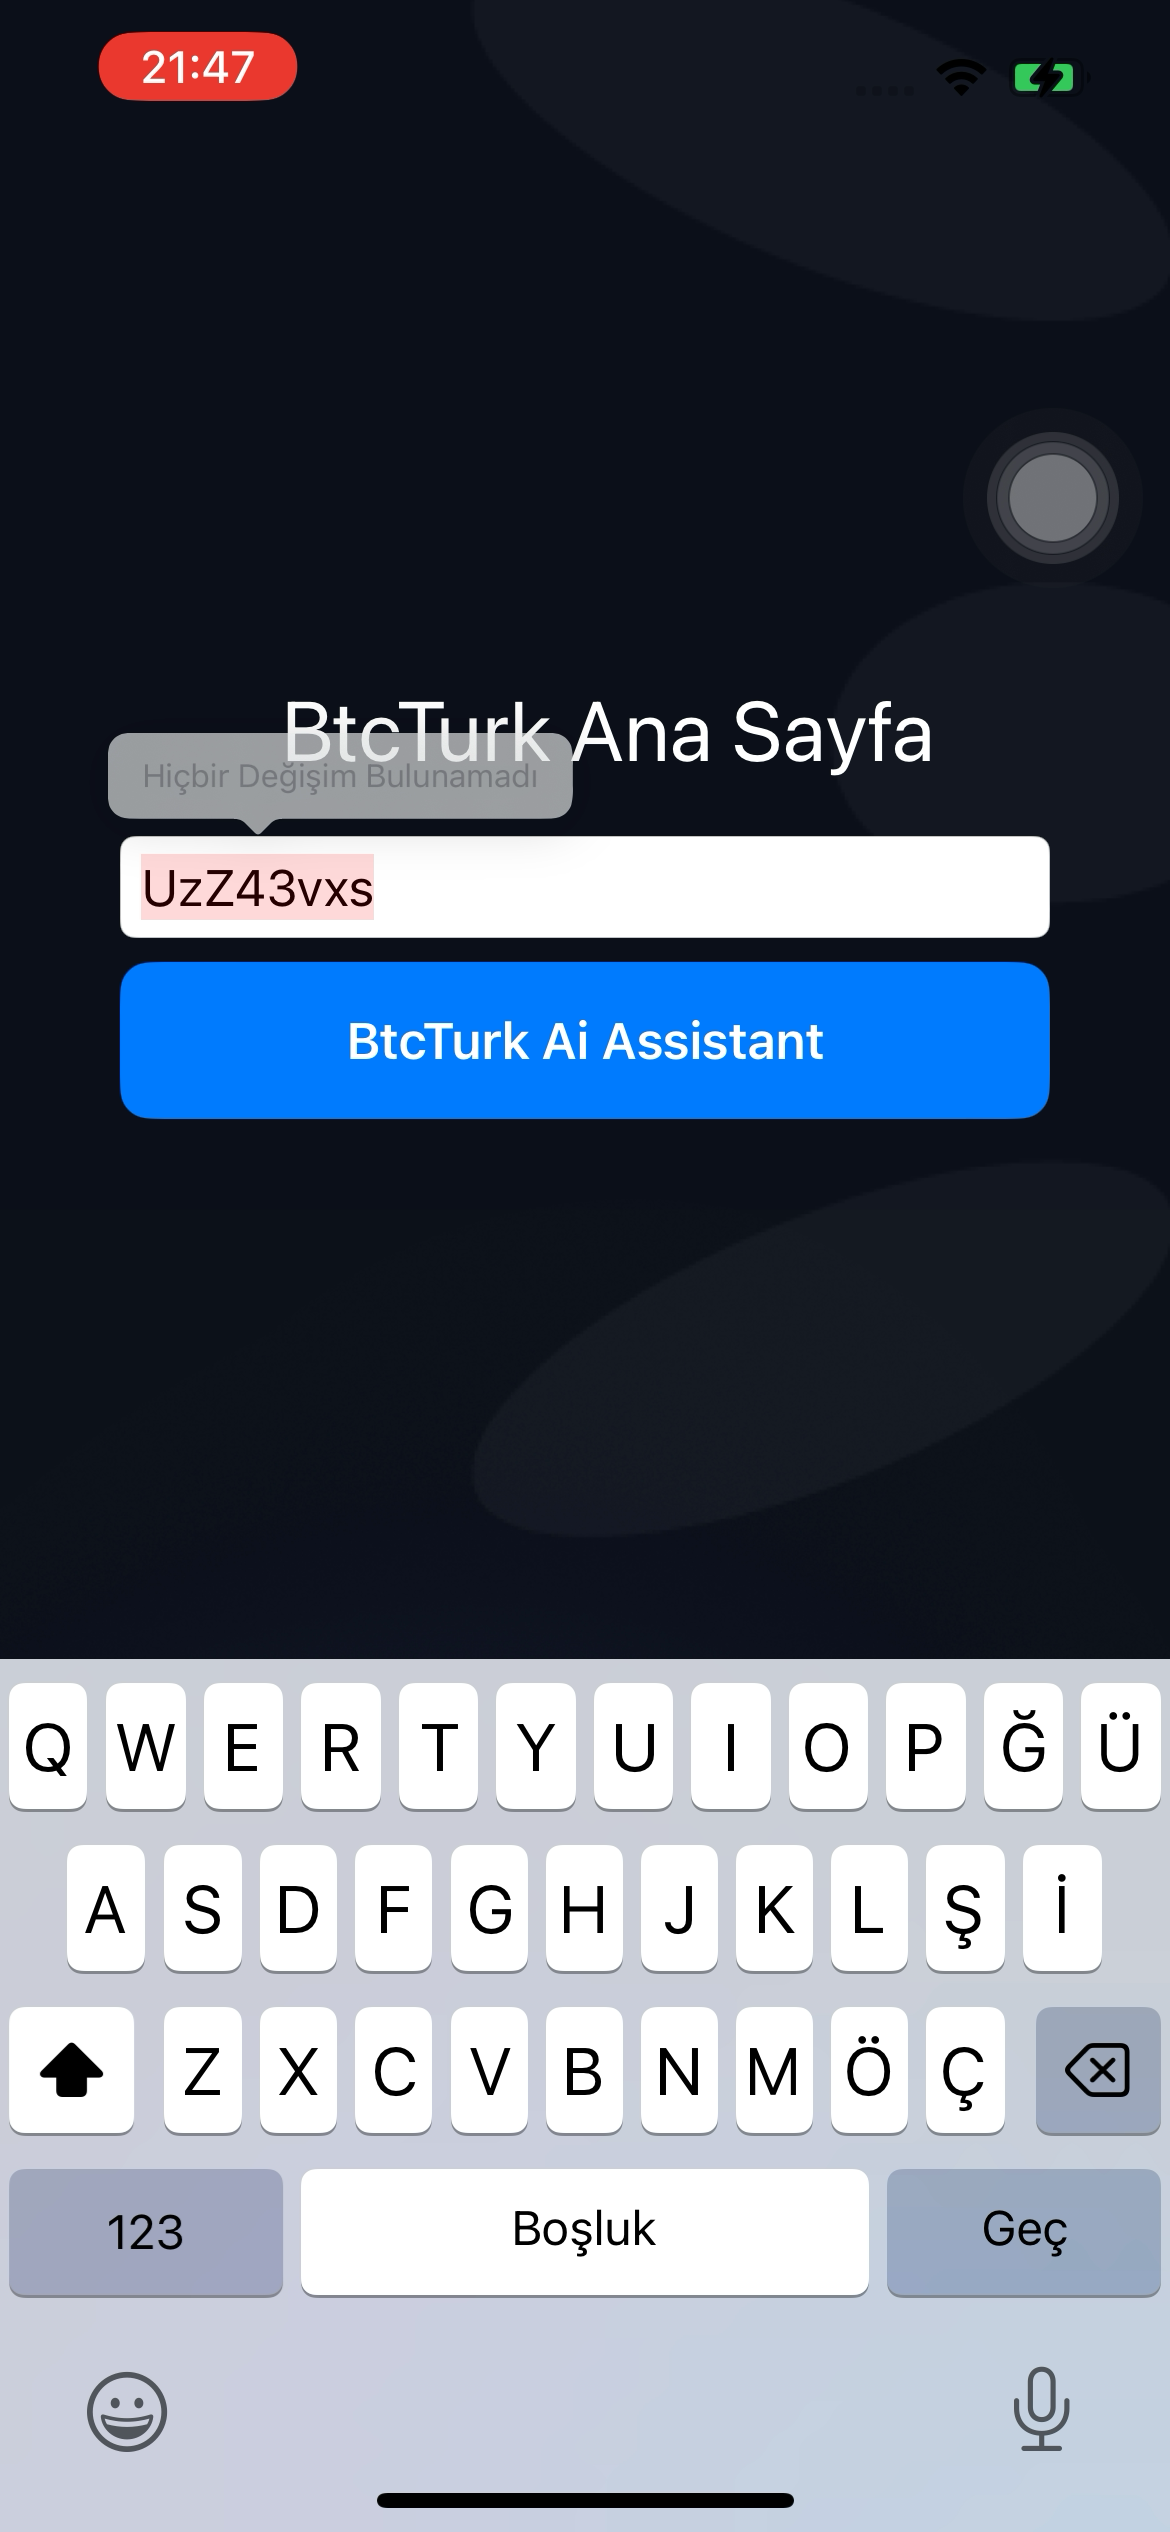 21:47
BtcTurk Ana Sayfa
Hiçbir Değişim Bulunamadı
UzZ43vxs
BtcTurk Ai Assistant
Q W E R T Y U I O P Ğ Ü
A S D F G H J K L Ş İ
Z X C V B N M Ö Ç
123 Boşluk Geç